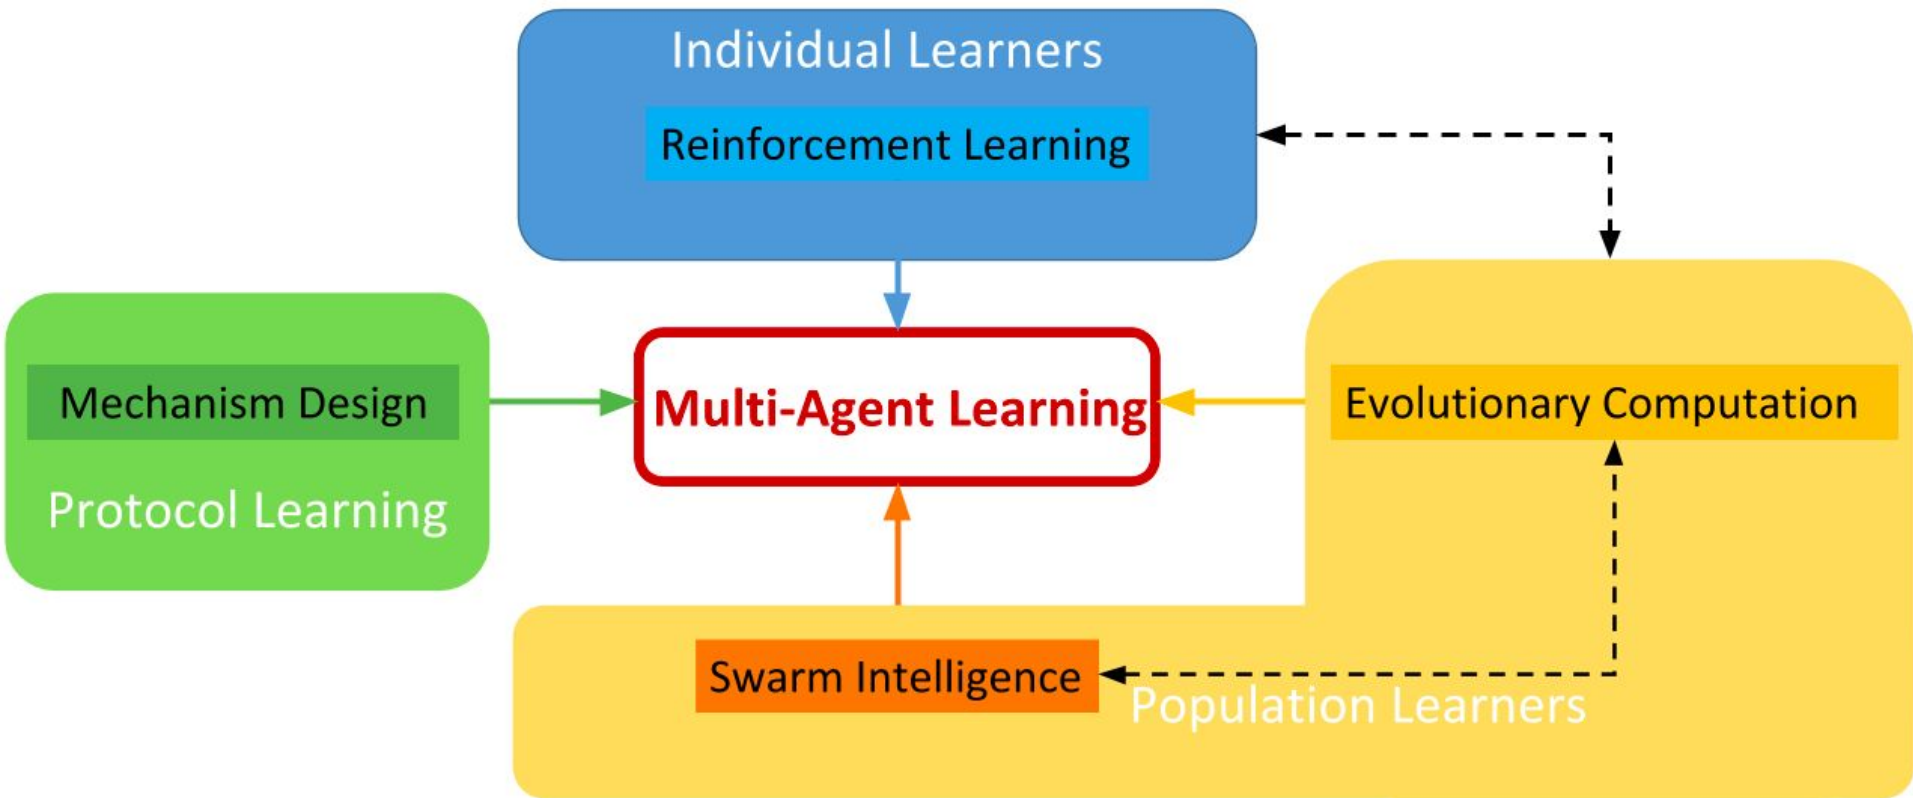 Individual Learners
Reinforcement Learning
Mechanism Design
Protocol Learning
Multi-Agent Learning
Evolutionary Computation
Swarm Intelligence
Population Learners